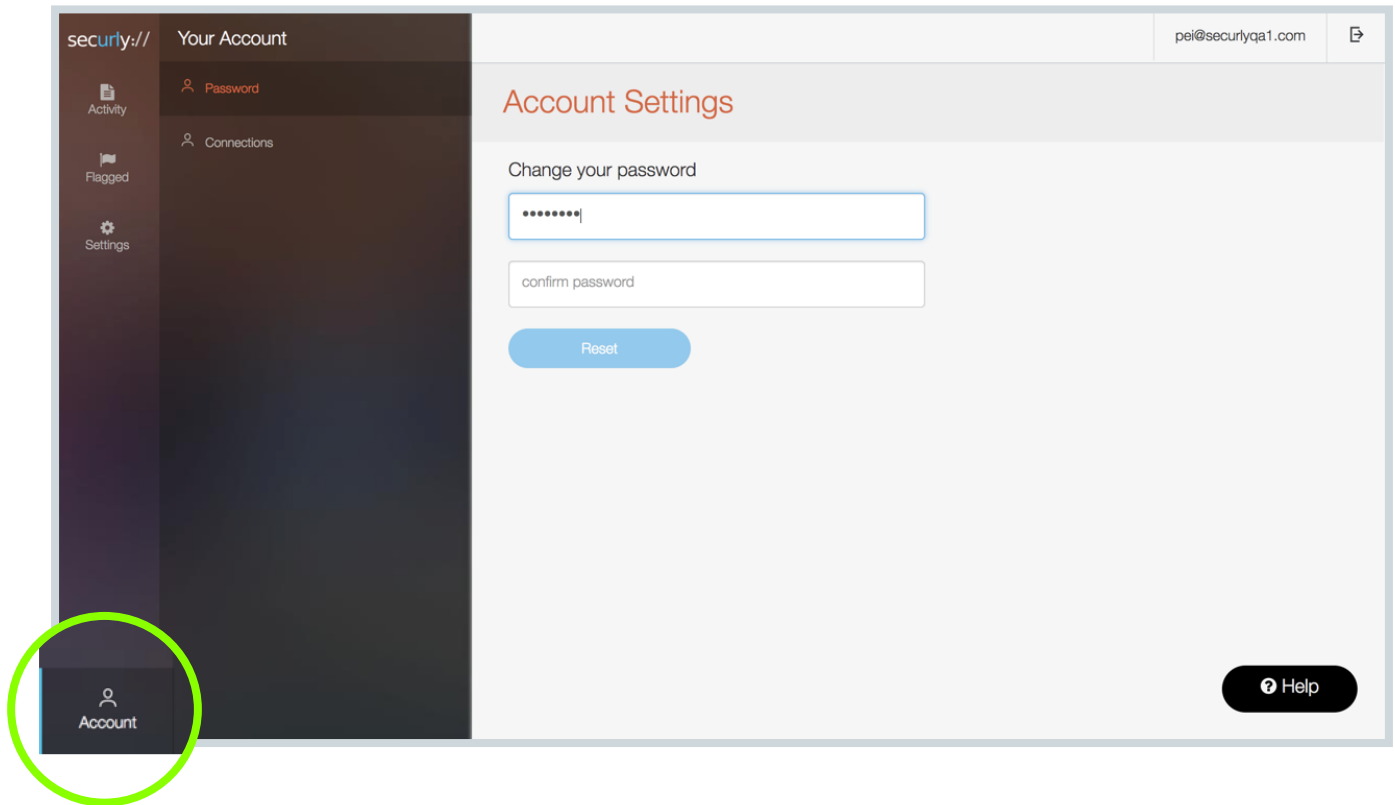 securly://
Your Account
pei@securlyqa1.com
Activity
Password
Account Settings
Connections
Flagged
Change your password
••••••••
Settings
confirm password
Reset
Help
Account